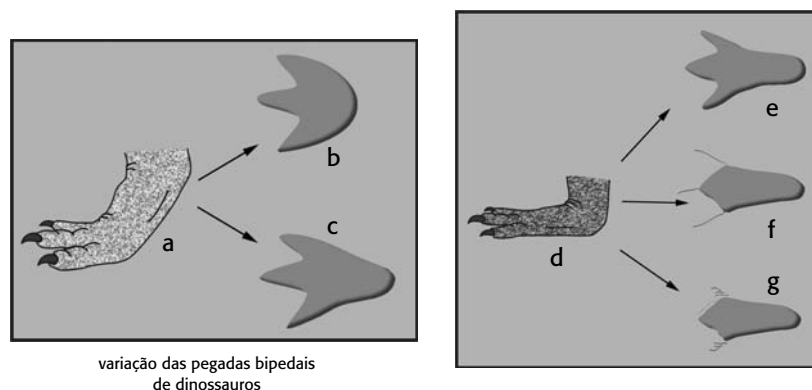 a
b
c
variação das pegadas bipedais
de dinossauros
d
e
f
g